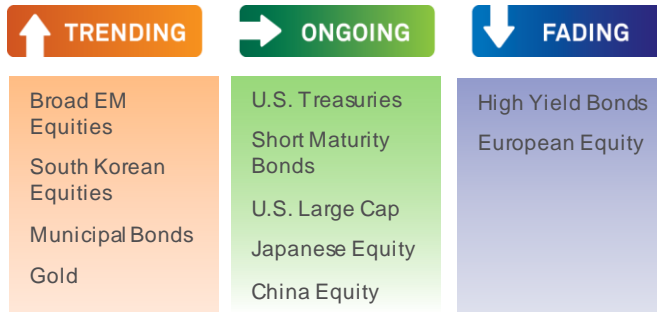 TRENDING
Broad EM
Equities
South Korean
Equities
Municipal Bonds
Gold
ONGOING
U.S. Treasuries
Short Maturity
Bonds
U.S. Large Cap
Japanese Equity
China Equity
FADING
High Yield Bonds
European Equity